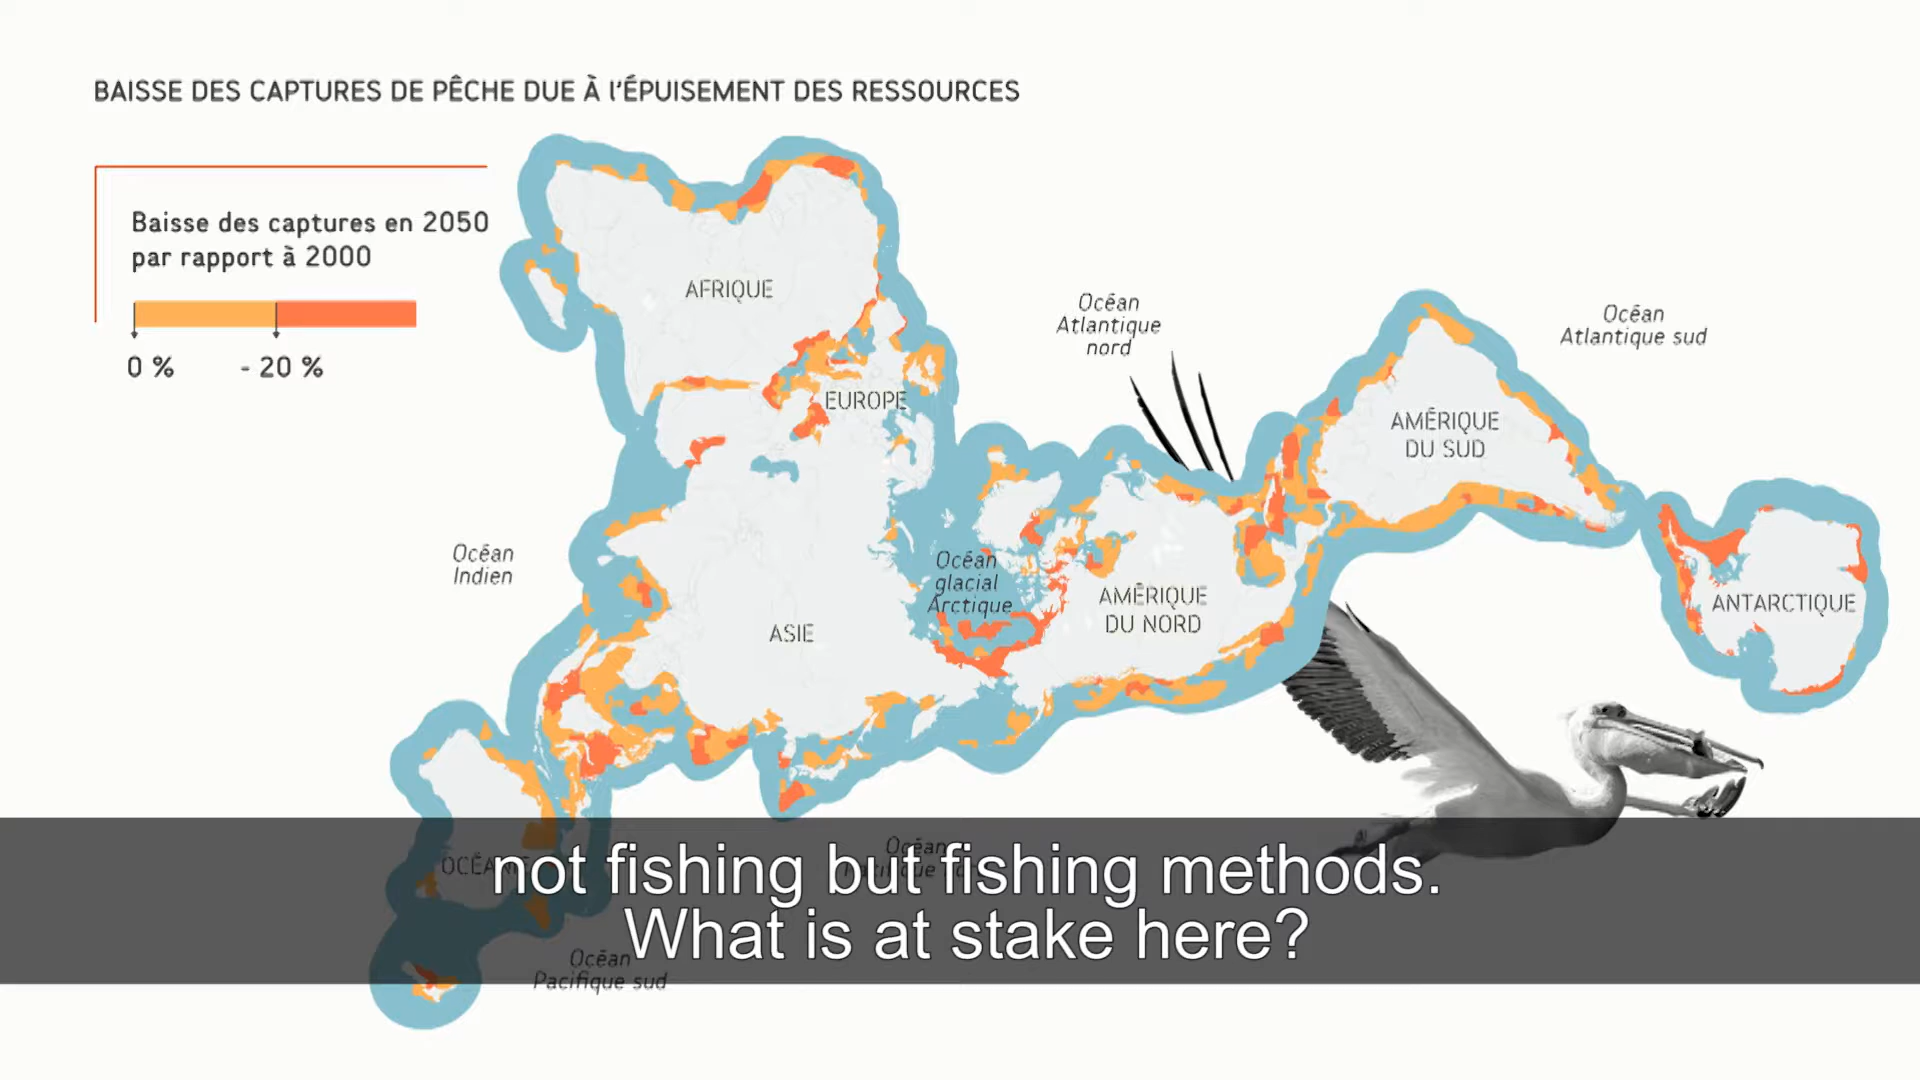 BAISSE DES CAPTURES DE PÊCHE DUE À l'ÉPUISEMENT DES RESSOURCES
Baisse des captures en 2050
par rapport à 2000
0 %
- 20 %
AFRIQUE
EUROPE
Océan
Atlantique
nord
Océan
Atlantique sud
AMÉRIQUE
DU SUD
Océan
Indien
Océan
glacial
Arctique
AMÉRIQUE
DU NORD
ANTARCTIQUE
ASIE
Océan
not fishing but fishing methods.
What is at stake here?
Océan
Pacifique sud